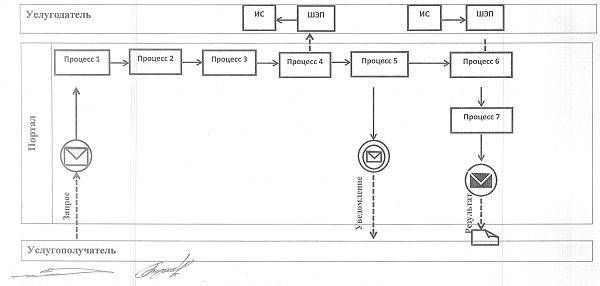 Услугодатель
ИС
ШЭП
ИС
ШЭП
Портал
Процесс 1
Процесс 2
Процесс 3
Процесс 4
Процесс 5
Процесс 6
Процесс 7
Запрос
Уведомление
Результат
Услугополучатель